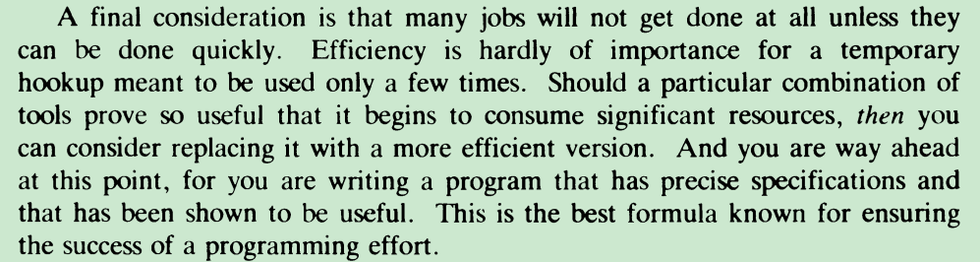 A final consideration is that many jobs will not get done at all unless they
can be done quickly. Efficiency is hardly of importance for a temporary
hookup meant to be used only a few times. Should a particular combination of
tools prove so useful that it begins to consume significant resources, then you
can consider replacing it with a more efficient version. And you are way ahead
at this point, for you are writing a program that has precise specifications and
that has been shown to be useful. This is the best formula known for ensuring
the success of a programming effort.